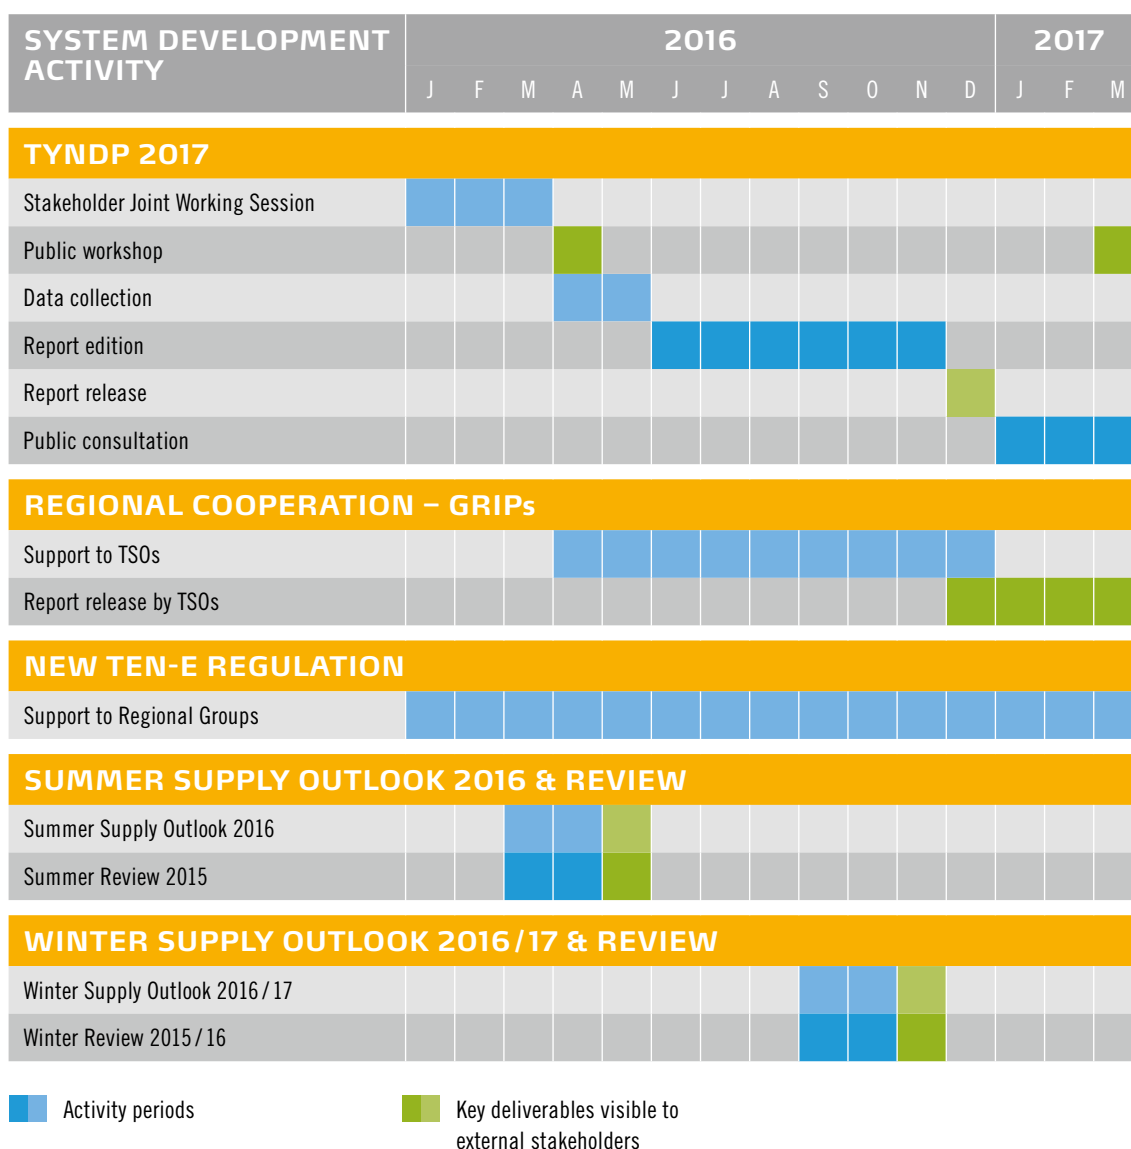 SYSTEM DEVELOPMENT
ACTIVITY
2016 2017
J F M A M J J A S O N D J F M
TYNDP 2017
Stakeholder Joint Working Session
Public workshop
Data collection
Report edition
Report release
Public consultation
REGIONAL COOPERATION – GRIPs
Support to TSOs
Report release by TSOs
NEW TEN-E REGULATION
Support to Regional Groups
SUMMER SUPPLY OUTLOOK 2016 & REVIEW
Summer Supply Outlook 2016
Summer Review 2015
WINTER SUPPLY OUTLOOK 2016/17 & REVIEW
Winter Supply Outlook 2016/17
Winter Review 2015/16
Activity periods
Key deliverables visible to
external stakeholders